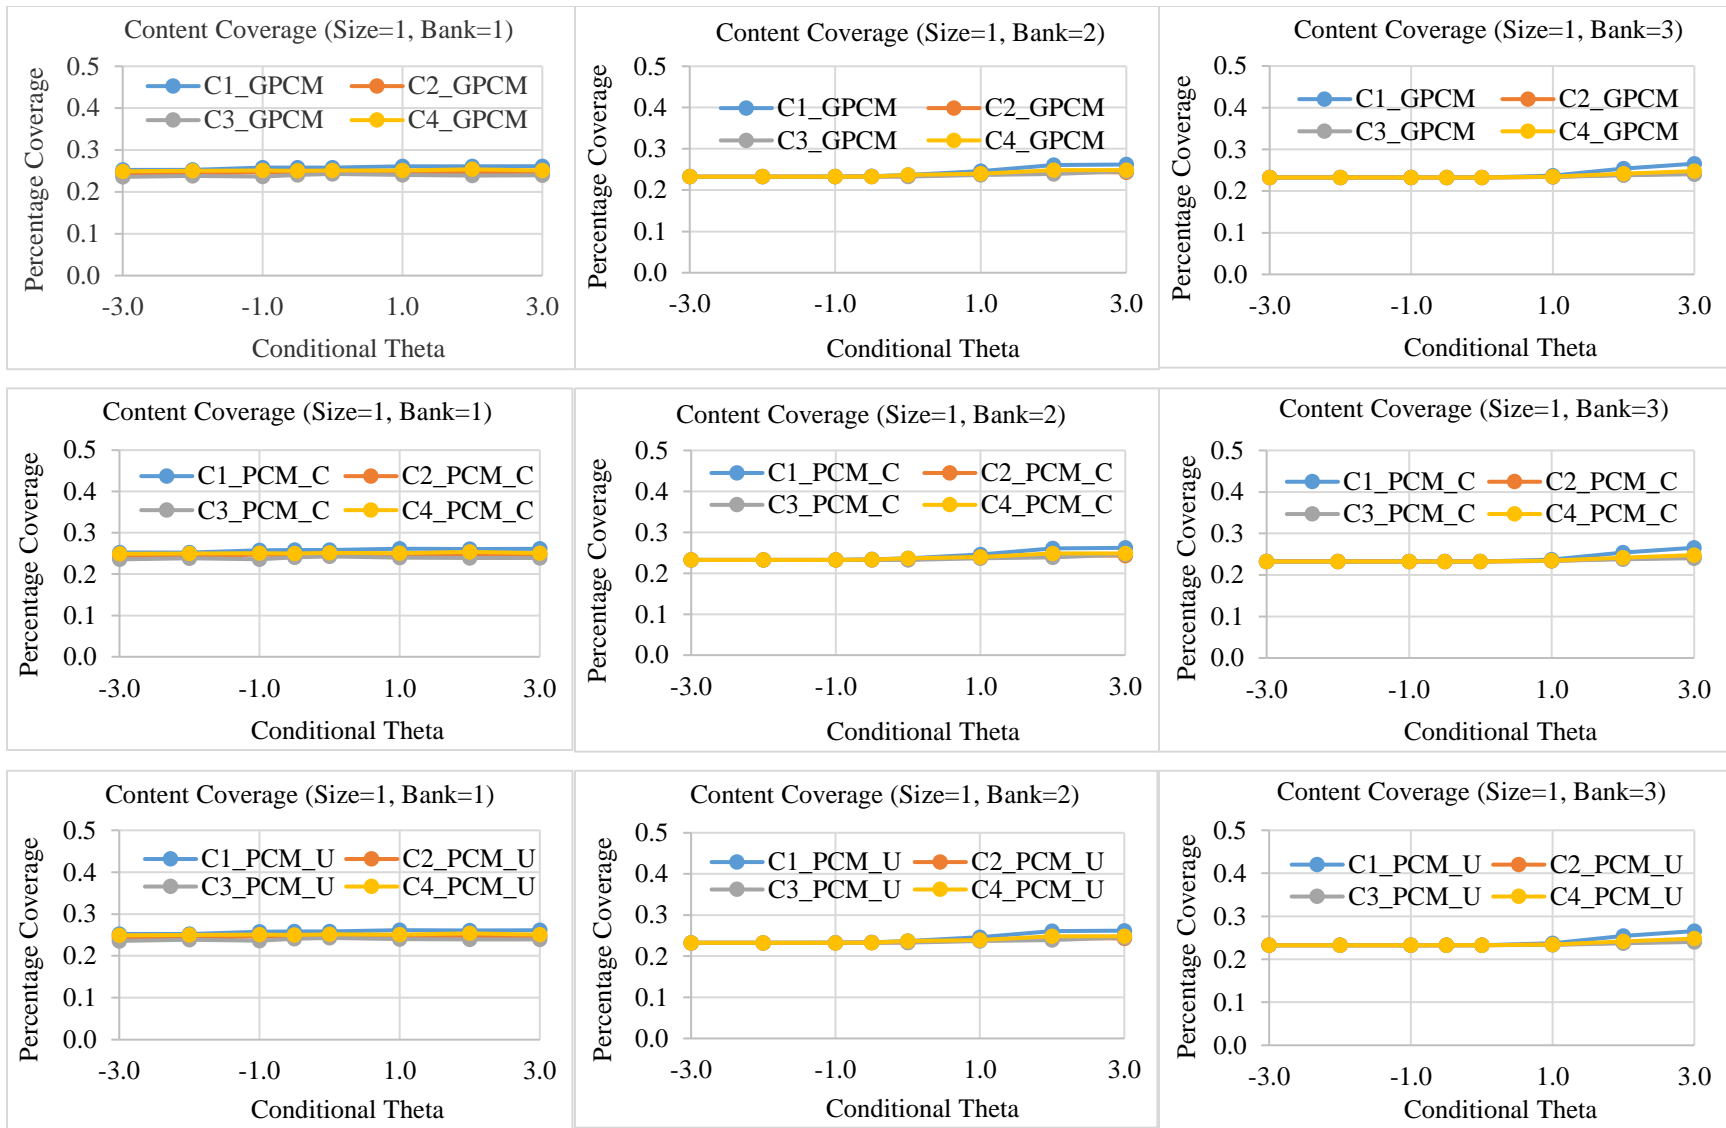 Content Coverage (Size=1, Bank=1)
Percentage Coverage
0.5
0.4
0.3
0.2
0.1
0.0
C1_GPCM C2_GPCM
C3_GPCM C4_GPCM
-3.0 -1.0 1.0 3.0
Conditional Theta
Content Coverage (Size=1, Bank=2)
Percentage Coverage
0.5
0.4
0.3
0.2
0.1
0.0
C1_GPCM C2_GPCM
C3_GPCM C4_GPCM
-3.0 -1.0 1.0 3.0
Conditional Theta
Content Coverage (Size=1, Bank=3)
Percentage Coverage
0.5
0.4
0.3
0.2
0.1
0.0
C1_GPCM C2_GPCM
C3_GPCM C4_GPCM
-3.0 -1.0 1.0 3.0
Conditional Theta
Content Coverage (Size=1, Bank=1)
Percentage Coverage
0.5
0.4
0.3
0.2
0.1
0.0
C1_PCM_C C2_PCM_C
C3_PCM_C C4_PCM_C
-3.0 -1.0 1.0 3.0
Conditional Theta
Content Coverage (Size=1, Bank=2)
Percentage Coverage
0.5
0.4
0.3
0.2
0.1
0.0
C1_PCM_C C2_PCM_C
C3_PCM_C C4_PCM_C
-3.0 -1.0 1.0 3.0
Conditional Theta
Content Coverage (Size=1, Bank=3)
Percentage Coverage
0.5
0.4
0.3
0.2
0.1
0.0
C1_PCM_C C2_PCM_C
C3_PCM_C C4_PCM_C
-3.0 -1.0 1.0 3.0
Conditional Theta
Content Coverage (Size=1, Bank=1)
Percentage Coverage
0.5
0.4
0.3
0.2
0.1
0.0
C1_PCM_U C2_PCM_U
C3_PCM_U C4_PCM_U
-3.0 -1.0 1.0 3.0
Conditional Theta
Content Coverage (Size=1, Bank=2)
Percentage Coverage
0.5
0.4
0.3
0.2
0.1
0.0
C1_PCM_U C2_PCM_U
C3_PCM_U C4_PCM_U
-3.0 -1.0 1.0 3.0
Conditional Theta
Content Coverage (Size=1, Bank=3)
Percentage Coverage
0.5
0.4
0.3
0.2
0.1
0.0
C1_PCM_U C2_PCM_U
C3_PCM_U C4_PCM_U
-3.0 -1.0 1.0 3.0
Conditional Theta